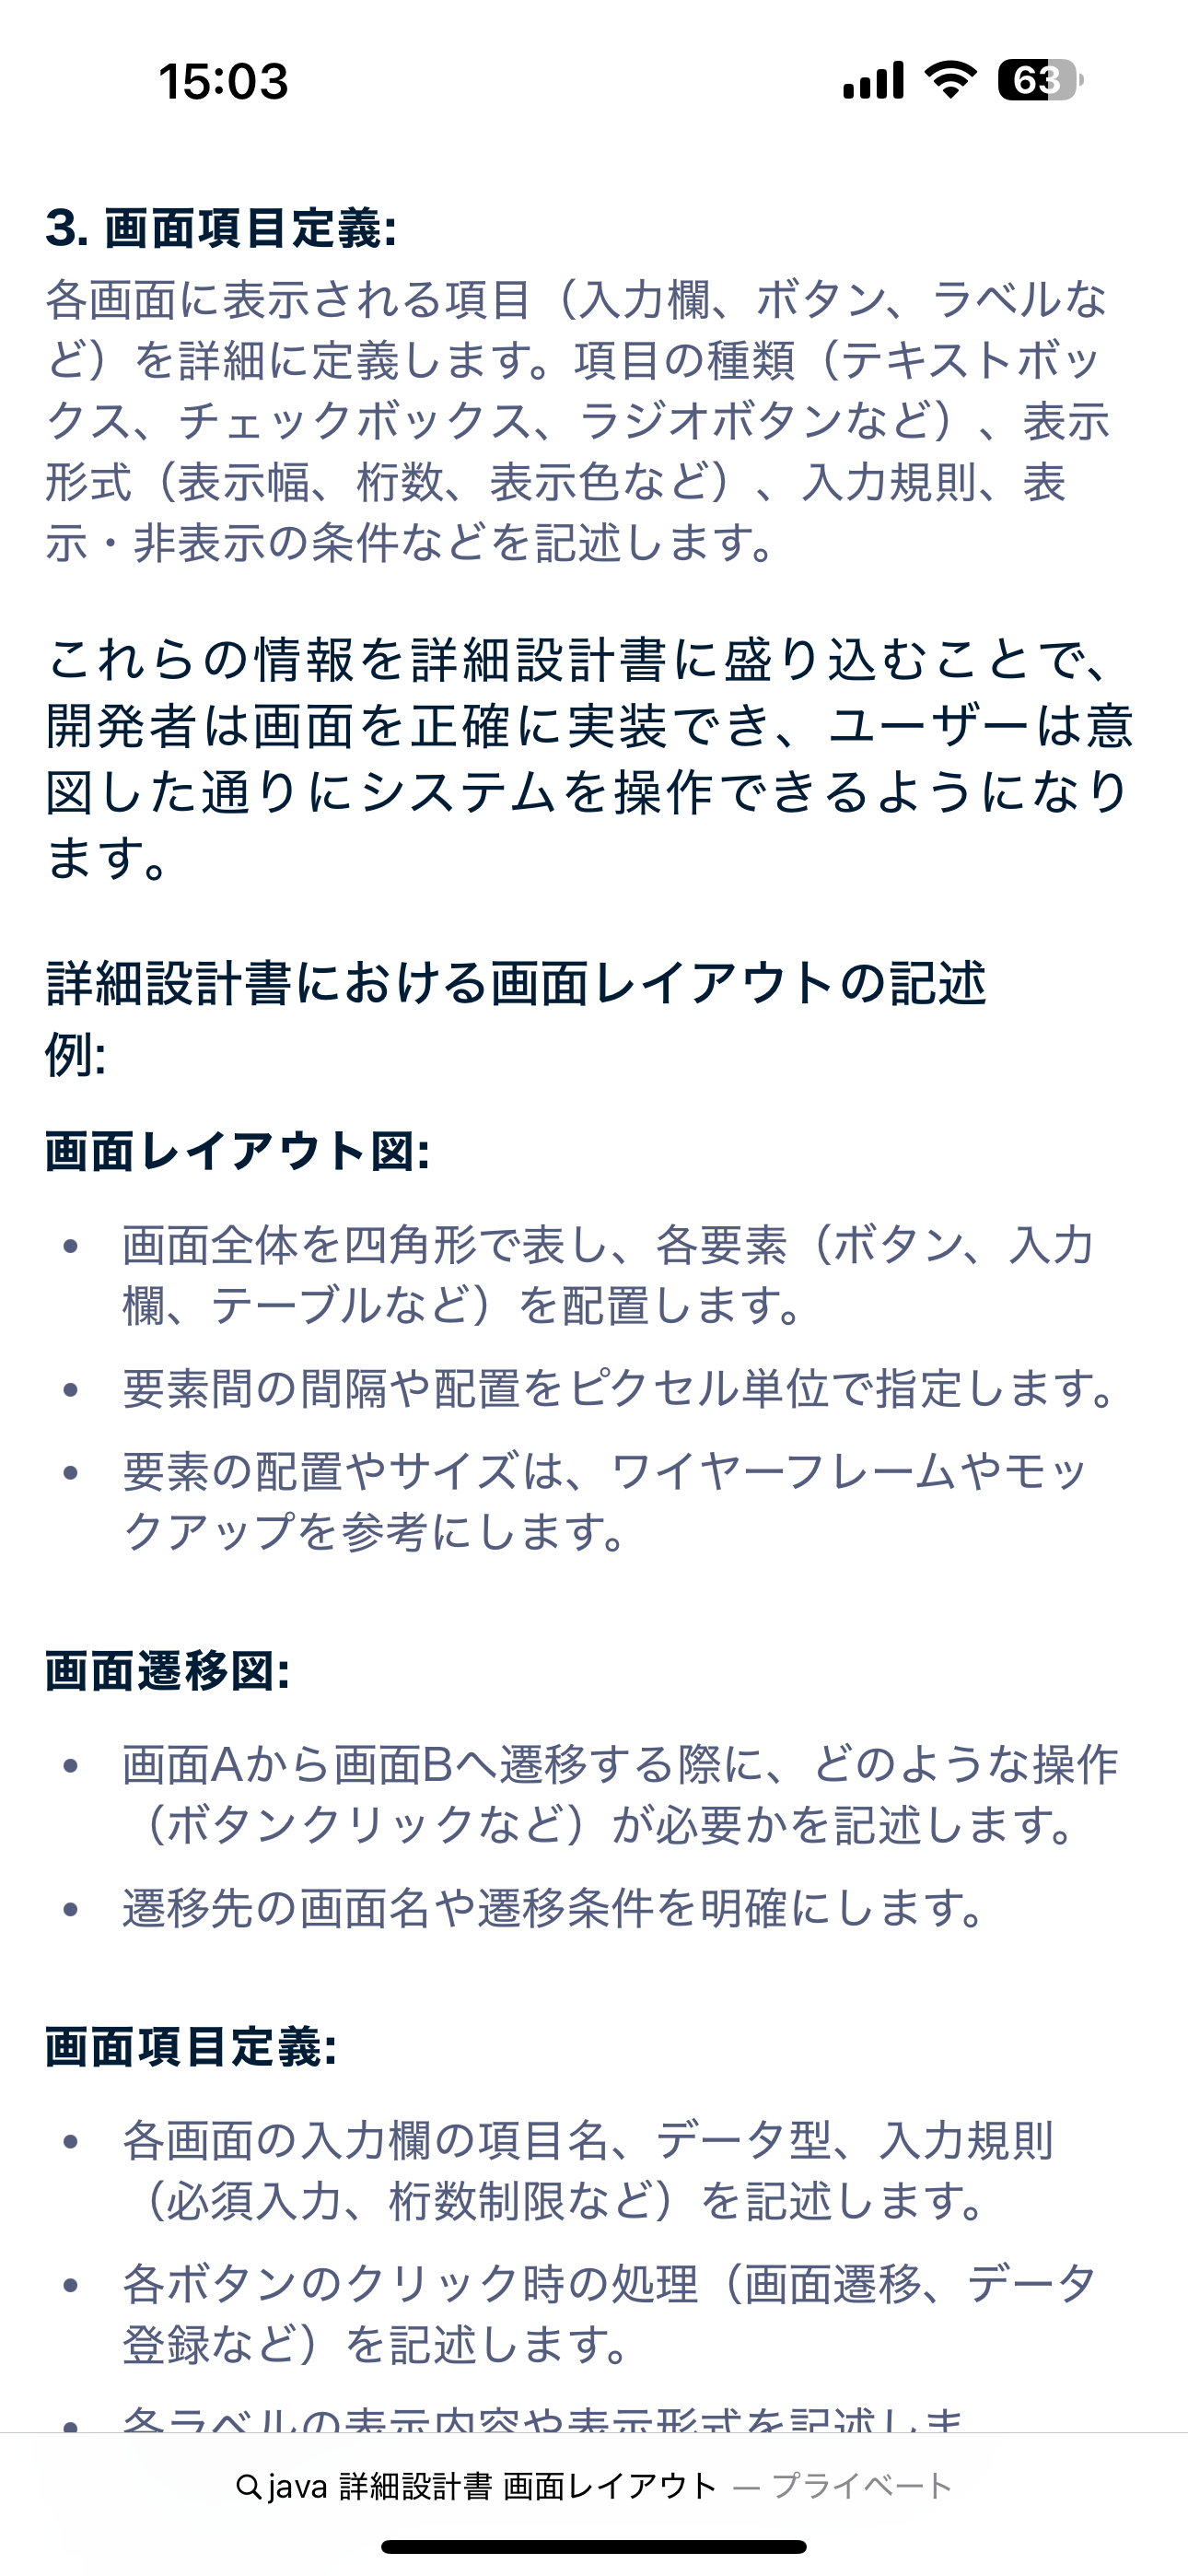 15:03
63
3. 画面項目定義:
各画面に表示される項目（入力欄、ボタン、ラベルな
ど）を詳細に定義します。項目の種類（テキストボッ
クス、チェックボックス、ラジオボタンなど）、表示
形式（表示幅、桁数、表示色など）、入力規則、表
示・非表示の条件などを記述します。
これらの情報を詳細設計書に盛り込むことで、
開発者は画面を正確に実装でき、ユーザーは意
図した通りにシステムを操作できるようになり
ます。
詳細設計書における画面レイアウトの記述
例:
画面レイアウト図:
• 画面全体を四角形で表し、各要素（ボタン、入力
欄、テーブルなど）を配置します。
• 要素間の間隔や配置をピクセル単位で指定します。
• 要素の配置やサイズは、ワイヤーフレームやモッ
クアップを参考にします。
画面遷移図:
• 画面Aから画面Bへ遷移する際に、どのような操作
（ボタンクリックなど）が必要かを記述します。
• 遷移先の画面名や遷移条件を明確にします。
画面項目定義:
• 各画面の入力欄の項目名、データ型、入力規則
（必須入力、桁数制限など）を記述します。
• 各ボタンのクリック時の処理（画面遷移、データ
登録など）を記述します。
• 各ラベルの表示内容や表示形式を記述しま
java 詳細設計書 画面レイアウト — プライベート